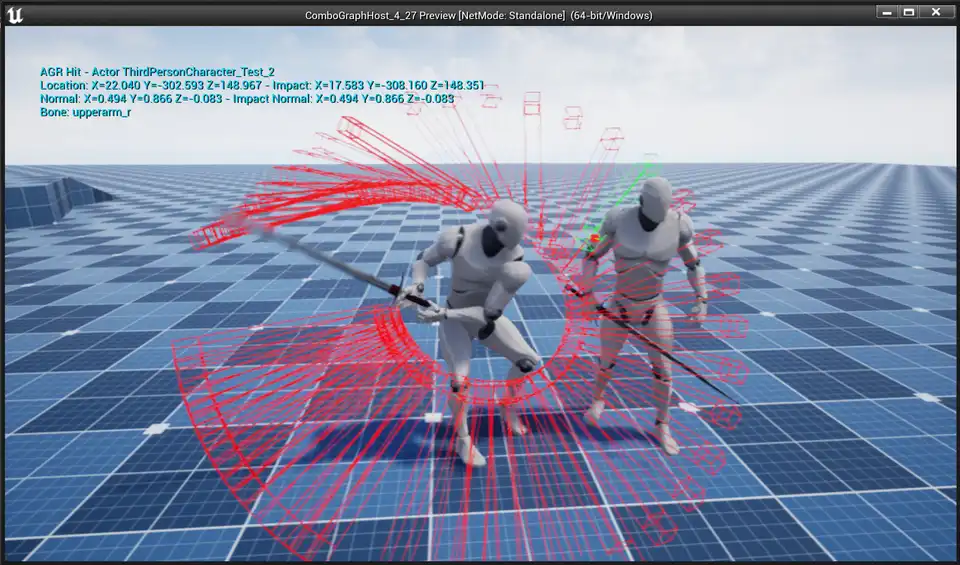 ComboGraphHost_4_27 Preview [NetMode: Standalone] (64-bit/Windows)
AGR Hit - Actor ThirdPersonCharacter_Test_2
Location: X=22.040 Y=-302.593 Z=148.967 - Impact: X=17.583 Y=-308.160 Z=148.351
Normal: X=0.494 Y=0.866 Z=-0.083 - Impact Normal: X=0.494 Y=0.866 Z=-0.083
Bone: upperarm_r